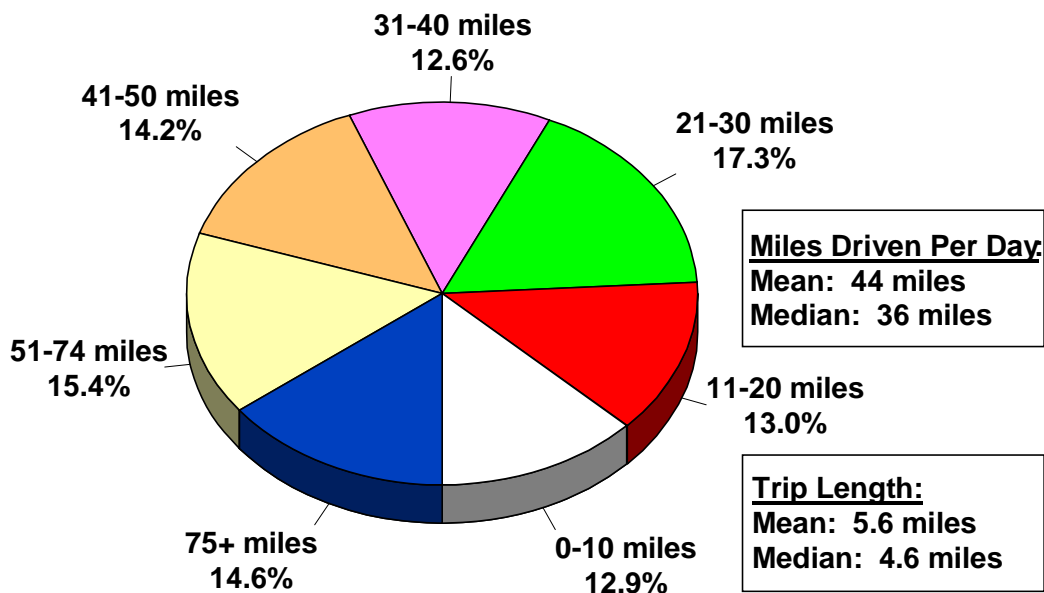 31-40 miles
12.6%
41-50 miles
14.2%
21-30 miles
17.3%
Miles Driven Per Day:
Mean: 44 miles
Median: 36 miles
51-74 miles
15.4%
11-20 miles
13.0%
Trip Length:
Mean: 5.6 miles
Median: 4.6 miles
75+ miles
14.6%
0-10 miles
12.9%